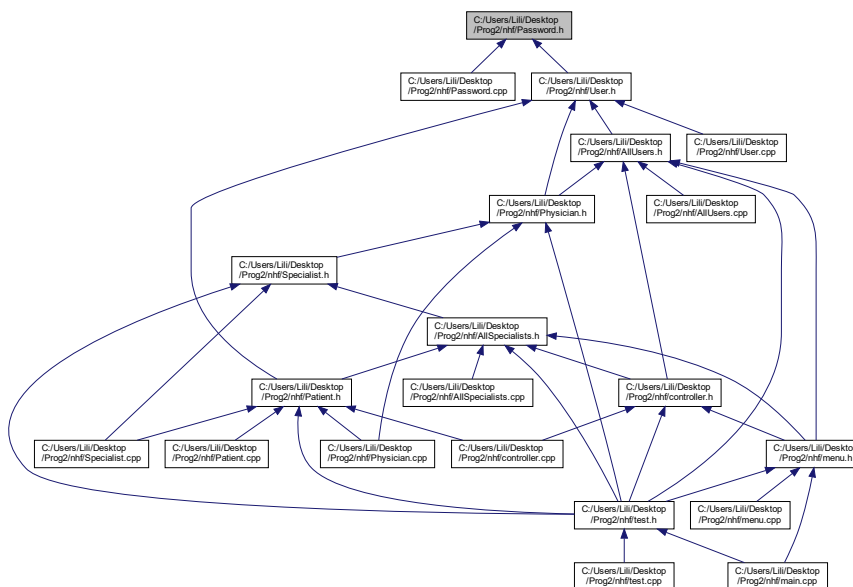 C:/Users/Lili/Desktop
/Prog2/nhf/Password.h
C:/Users/Lili/Desktop
/Prog2/nhf/Password.cpp
C:/Users/Lili/Desktop
/Prog2/nhf/User.h
C:/Users/Lili/Desktop
/Prog2/nhf/AllUsers.h
C:/Users/Lili/Desktop
/Prog2/nhf/User.cpp
C:/Users/Lili/Desktop
/Prog2/nhf/Physician.h
C:/Users/Lili/Desktop
/Prog2/nhf/AllUsers.cpp
C:/Users/Lili/Desktop
/Prog2/nhf/Specialist.h
C:/Users/Lili/Desktop
/Prog2/nhf/AllSpecialists.h
C:/Users/Lili/Desktop
/Prog2/nhf/Patient.h
C:/Users/Lili/Desktop
/Prog2/nhf/AllSpecialists.cpp
C:/Users/Lili/Desktop
/Prog2/nhf/controller.h
C:/Users/Lili/Desktop
/Prog2/nhf/Specialist.cpp
C:/Users/Lili/Desktop
/Prog2/nhf/Patient.cpp
C:/Users/Lili/Desktop
/Prog2/nhf/Physician.cpp
C:/Users/Lili/Desktop
/Prog2/nhf/controller.cpp
C:/Users/Lili/Desktop
/Prog2/nhf/menu.h
C:/Users/Lili/Desktop
/Prog2/nhf/test.h
C:/Users/Lili/Desktop
/Prog2/nhf/menu.cpp
C:/Users/Lili/Desktop
/Prog2/nhf/test.cpp
C:/Users/Lili/Desktop
/Prog2/nhf/main.cpp